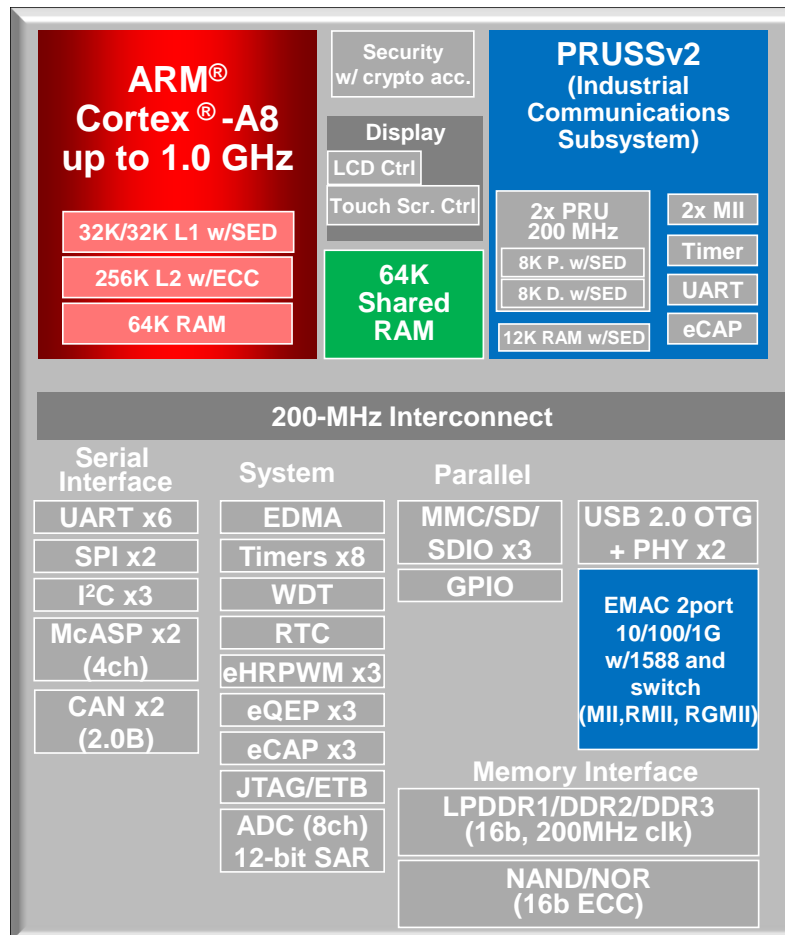 ARM®
Cortex ® -A8
up to 1.0 GHz
32K/32K L1 w/SED
256K L2 w/ECC
64K RAM
Security
w/ crypto acc.
Display
LCD Ctrl
Touch Scr. Ctrl
64K
Shared
RAM
PRUSSv2
(Industrial
Communications
Subsystem)
2x PRU
200 MHz
8K P. w/SED
8K D. w/SED
12K RAM w/SED
2x MII
Timer
UART
eCAP
200-MHz Interconnect
Serial
Interface
UART x6
SPI x2
I²C x3
McASP x2
(4ch)
CAN x2
(2.0B)
System
EDMA
Timers x8
WDT
RTC
eHRPWM x3
eQEP x3
eCAP x3
JTAG/ETB
ADC (8ch)
12-bit SAR
Parallel
MMC/SD/
SDIO x3
GPIO
USB 2.0 OTG
+ PHY x2
EMAC 2port
10/100/1G
w/1588 and
switch
(MII,RMII, RGMII)
Memory Interface
LPDDR1/DDR2/DDR3
(16b, 200MHz clk)
NAND/NOR
(16b ECC)